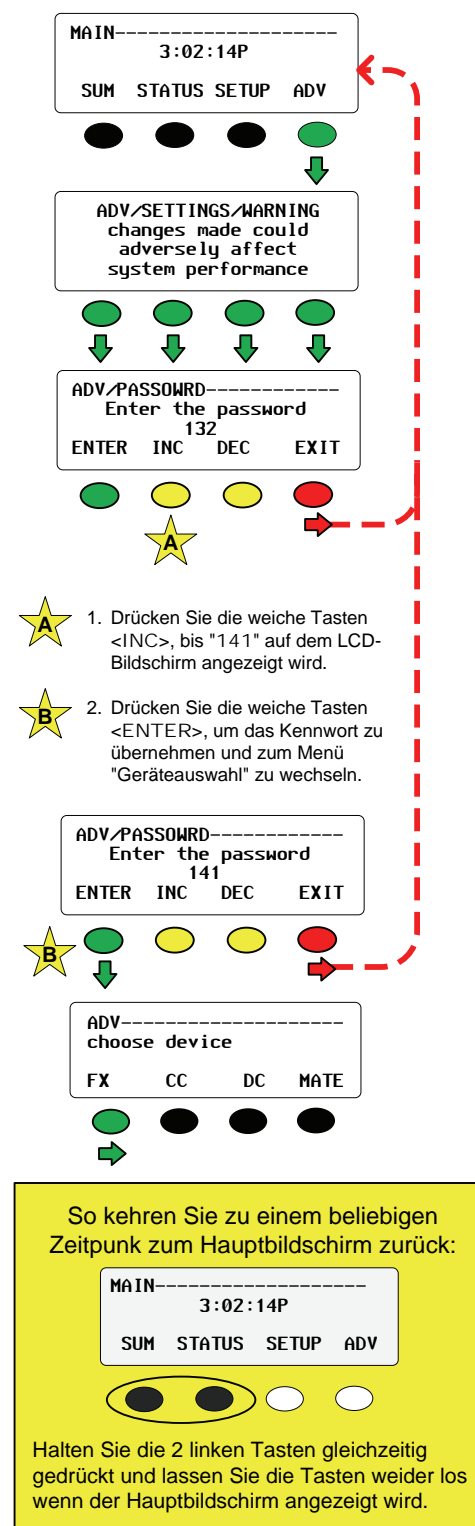 MAIN---------------------
3:02:14P
SUM STATUS SETUP ADV
ADV/SETTINGS/WARNING
changes made could
adversely affect
system performance
ADV/PASSOWRD------------
Enter the password
132
ENTER INC DEC EXIT
A
A
1. Drücken Sie die weiche Tasten
<INC>, bis "141" auf dem LCD-
Bildschirm angezeigt wird.
B
2. Drücken Sie die weiche Tasten
<ENTER>, um das Kennwort zu
übernehmen und zum Menü
"Geräteauswahl" zu wechseln.
ADV/PASSOWRD------------
Enter the password
141
ENTER INC DEC EXIT
B
ADV---------------------
choose device
FX CC DC MATE
So kehren Sie zu einem beliebigen
Zeitpunk zum Hauptbildschirm zurück:
MAIN--------------------
3:02:14P
SUM STATUS SETUP ADV
Halten Sie die 2 linken Tasten gleichzeitig
gedrückt und lassen Sie die Tasten weider los
wenn der Hauptbildschirm angezeigt wird.